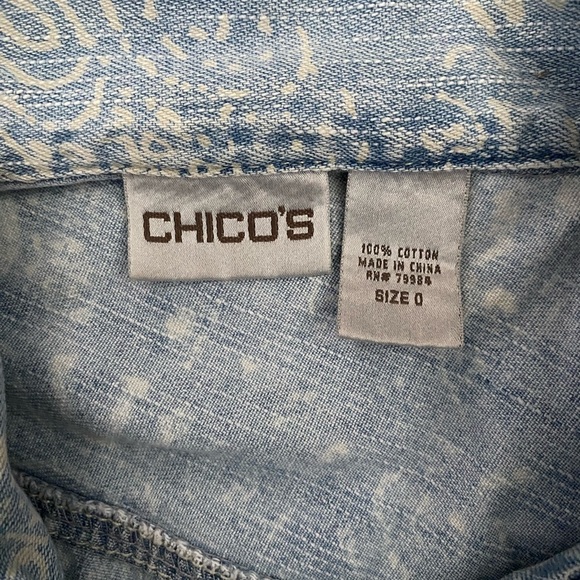 CHICO'S
100% COTTON
MADE IN CHINA
RN# 79984
SIZE 0